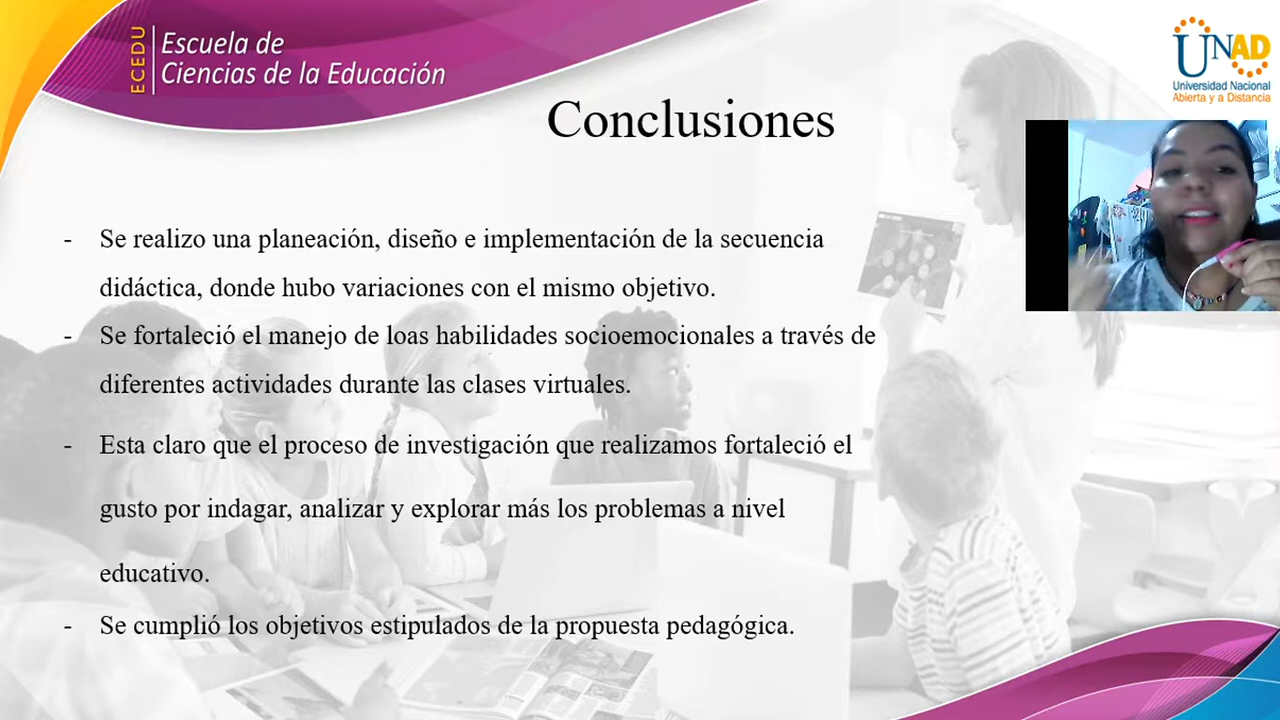 ECEDU
Escuela de
Ciencias de la Educación
UNAD
Universidad Nacional
Abierta y a Distancia
Conclusiones
- Se realizo una planeación, diseño e implementación de la secuencia
didáctica, donde hubo variaciones con el mismo objetivo.
- Se fortaleció el manejo de loas habilidades socioemocionales a través de
diferentes actividades durante las clases virtuales.
- Esta claro que el proceso de investigación que realizamos fortaleció el
gusto por indagar, analizar y explorar más los problemas a nivel
educativo.
- Se cumplió los objetivos estipulados de la propuesta pedagógica.